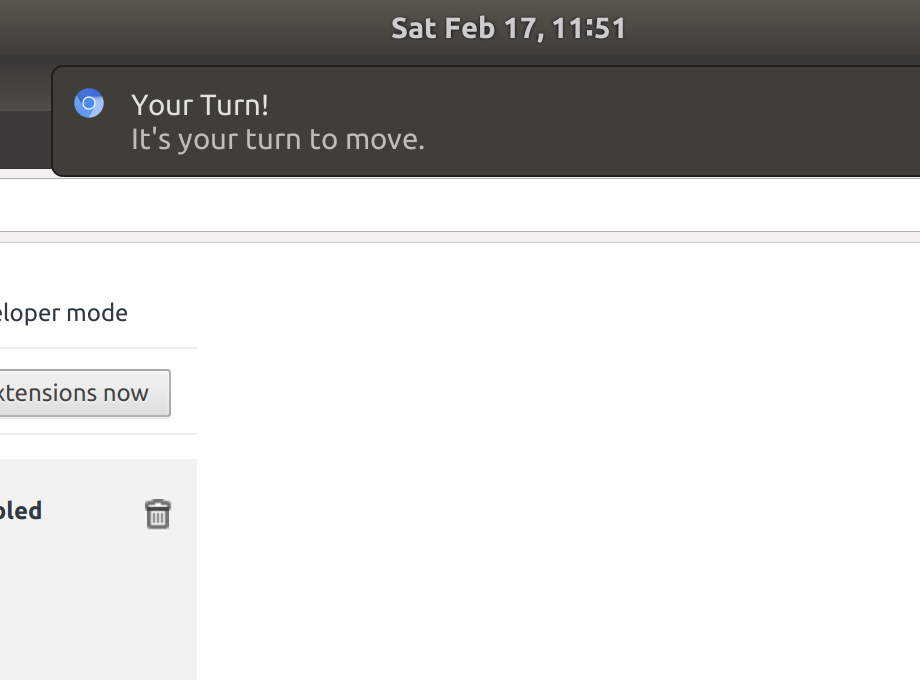 Sat Feb 17, 11:51
Your Turn!
It's your turn to move.
eloper mode
xtensions now
bled